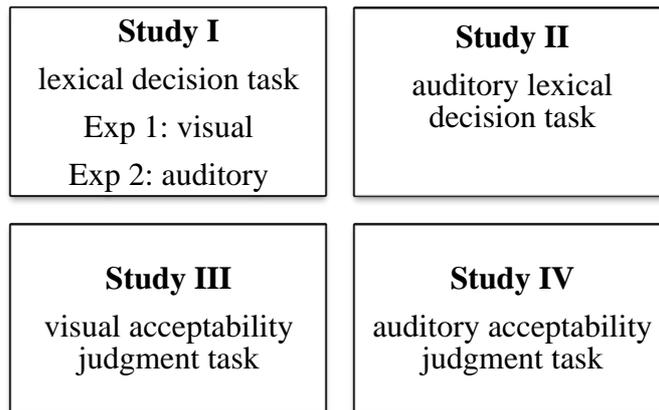 Study I
lexical decision task
Exp 1: visual
Exp 2: auditory
Study II
auditory lexical
decision task
Study III
visual acceptability
judgment task
Study IV
auditory acceptability
judgment task